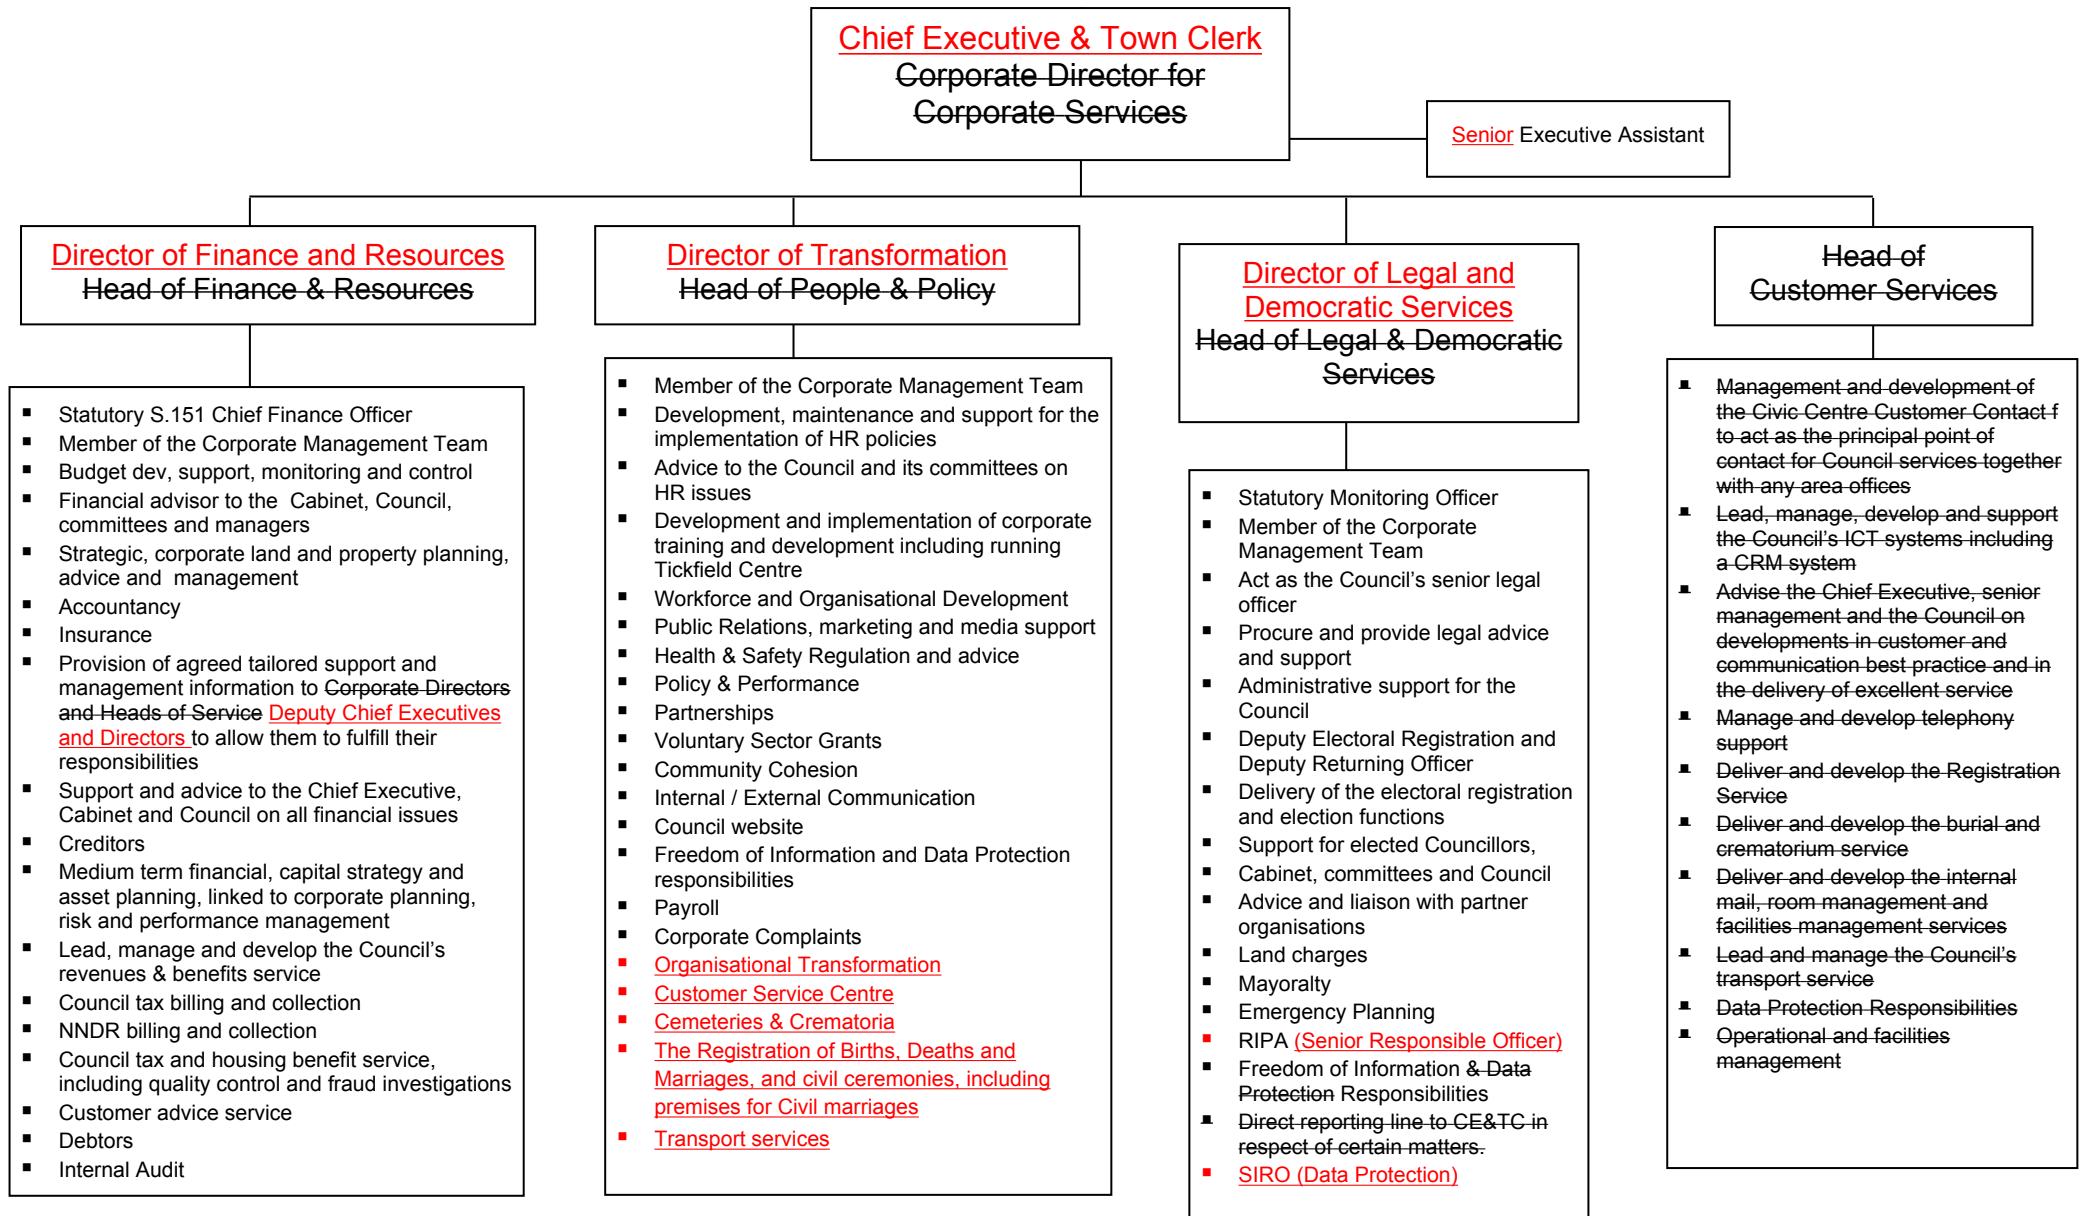 Chief Executive & Town Clerk
Corporate Director for
Corporate Services
Senior Executive Assistant
Director of Finance and Resources
Head of Finance & Resources
Statutory S.151 Chief Finance Officer
Member of the Corporate Management Team
Budget dev, support, monitoring and control
Financial advisor to the Cabinet, Council,
committees and managers
Strategic, corporate land and property planning,
advice and management
Accountancy
Insurance
Provision of agreed tailored support and
management information to Corporate Directors
and Heads of Service Deputy Chief Executives
and Directors to allow them to fulfill their
responsibilities
Support and advice to the Chief Executive,
Cabinet and Council on all financial issues
Creditors
Medium term financial, capital strategy and
asset planning, linked to corporate planning,
risk and performance management
Lead, manage and develop the Council's
revenues & benefits service
Council tax billing and collection
NNDR billing and collection
Council tax and housing benefit service,
including quality control and fraud investigations
Customer advice service
Debtors
Internal Audit
Director of Transformation
Head of People & Policy
Member of the Corporate Management Team
Development, maintenance and support for the
implementation of HR policies
Advice to the Council and its committees on
HR issues
Development and implementation of corporate
training and development including running
Tickfield Centre
Workforce and Organisational Development
Public Relations, marketing and media support
Health & Safety Regulation and advice
Policy & Performance
Partnerships
Voluntary Sector Grants
Community Cohesion
Internal / External Communication
Council website
Freedom of Information and Data Protection
responsibilities
Payroll
Corporate Complaints
Organisational Transformation
Customer Service Centre
Cemeteries & Crematoria
The Registration of Births, Deaths and
Marriages, and civil ceremonies, including
premises for Civil marriages
Transport services
Director of Legal and
Democratic Services
Head of Legal & Democratic
Services
Statutory Monitoring Officer
Member of the Corporate
Management Team
Act as the Council's senior legal
officer
Procure and provide legal advice
and support
Administrative support for the
Council
Deputy Electoral Registration and
Deputy Returning Officer
Delivery of the electoral registration
and election functions
Support for elected Councillors,
Cabinet, committees and Council
Advice and liaison with partner
organisations
Land charges
Mayoralty
Emergency Planning
RIPA (Senior Responsible Officer)
Freedom of Information & Data
Protection Responsibilities
Direct reporting line to CE&TC in
respect of certain matters.
SIRO (Data Protection)
Head of
Customer Services
Management and development of
the Civic Centre Customer Contact f
to act as the principal point of
contact for Council services together
with any area offices
Lead, manage, develop and support
the Council's ICT systems including
a CRM system
Advise the Chief Executive, senior
management and the Council on
developments in customer and
communication best practice and in
the delivery of excellent service
Manage and develop telephony
support
Deliver and develop the Registration
Service
Deliver and develop the burial and
crematorium service
Deliver and develop the internal
mail, room management and
facilities management services
Lead and manage the Council's
transport service
Data Protection Responsibilities
Operational and facilities
management